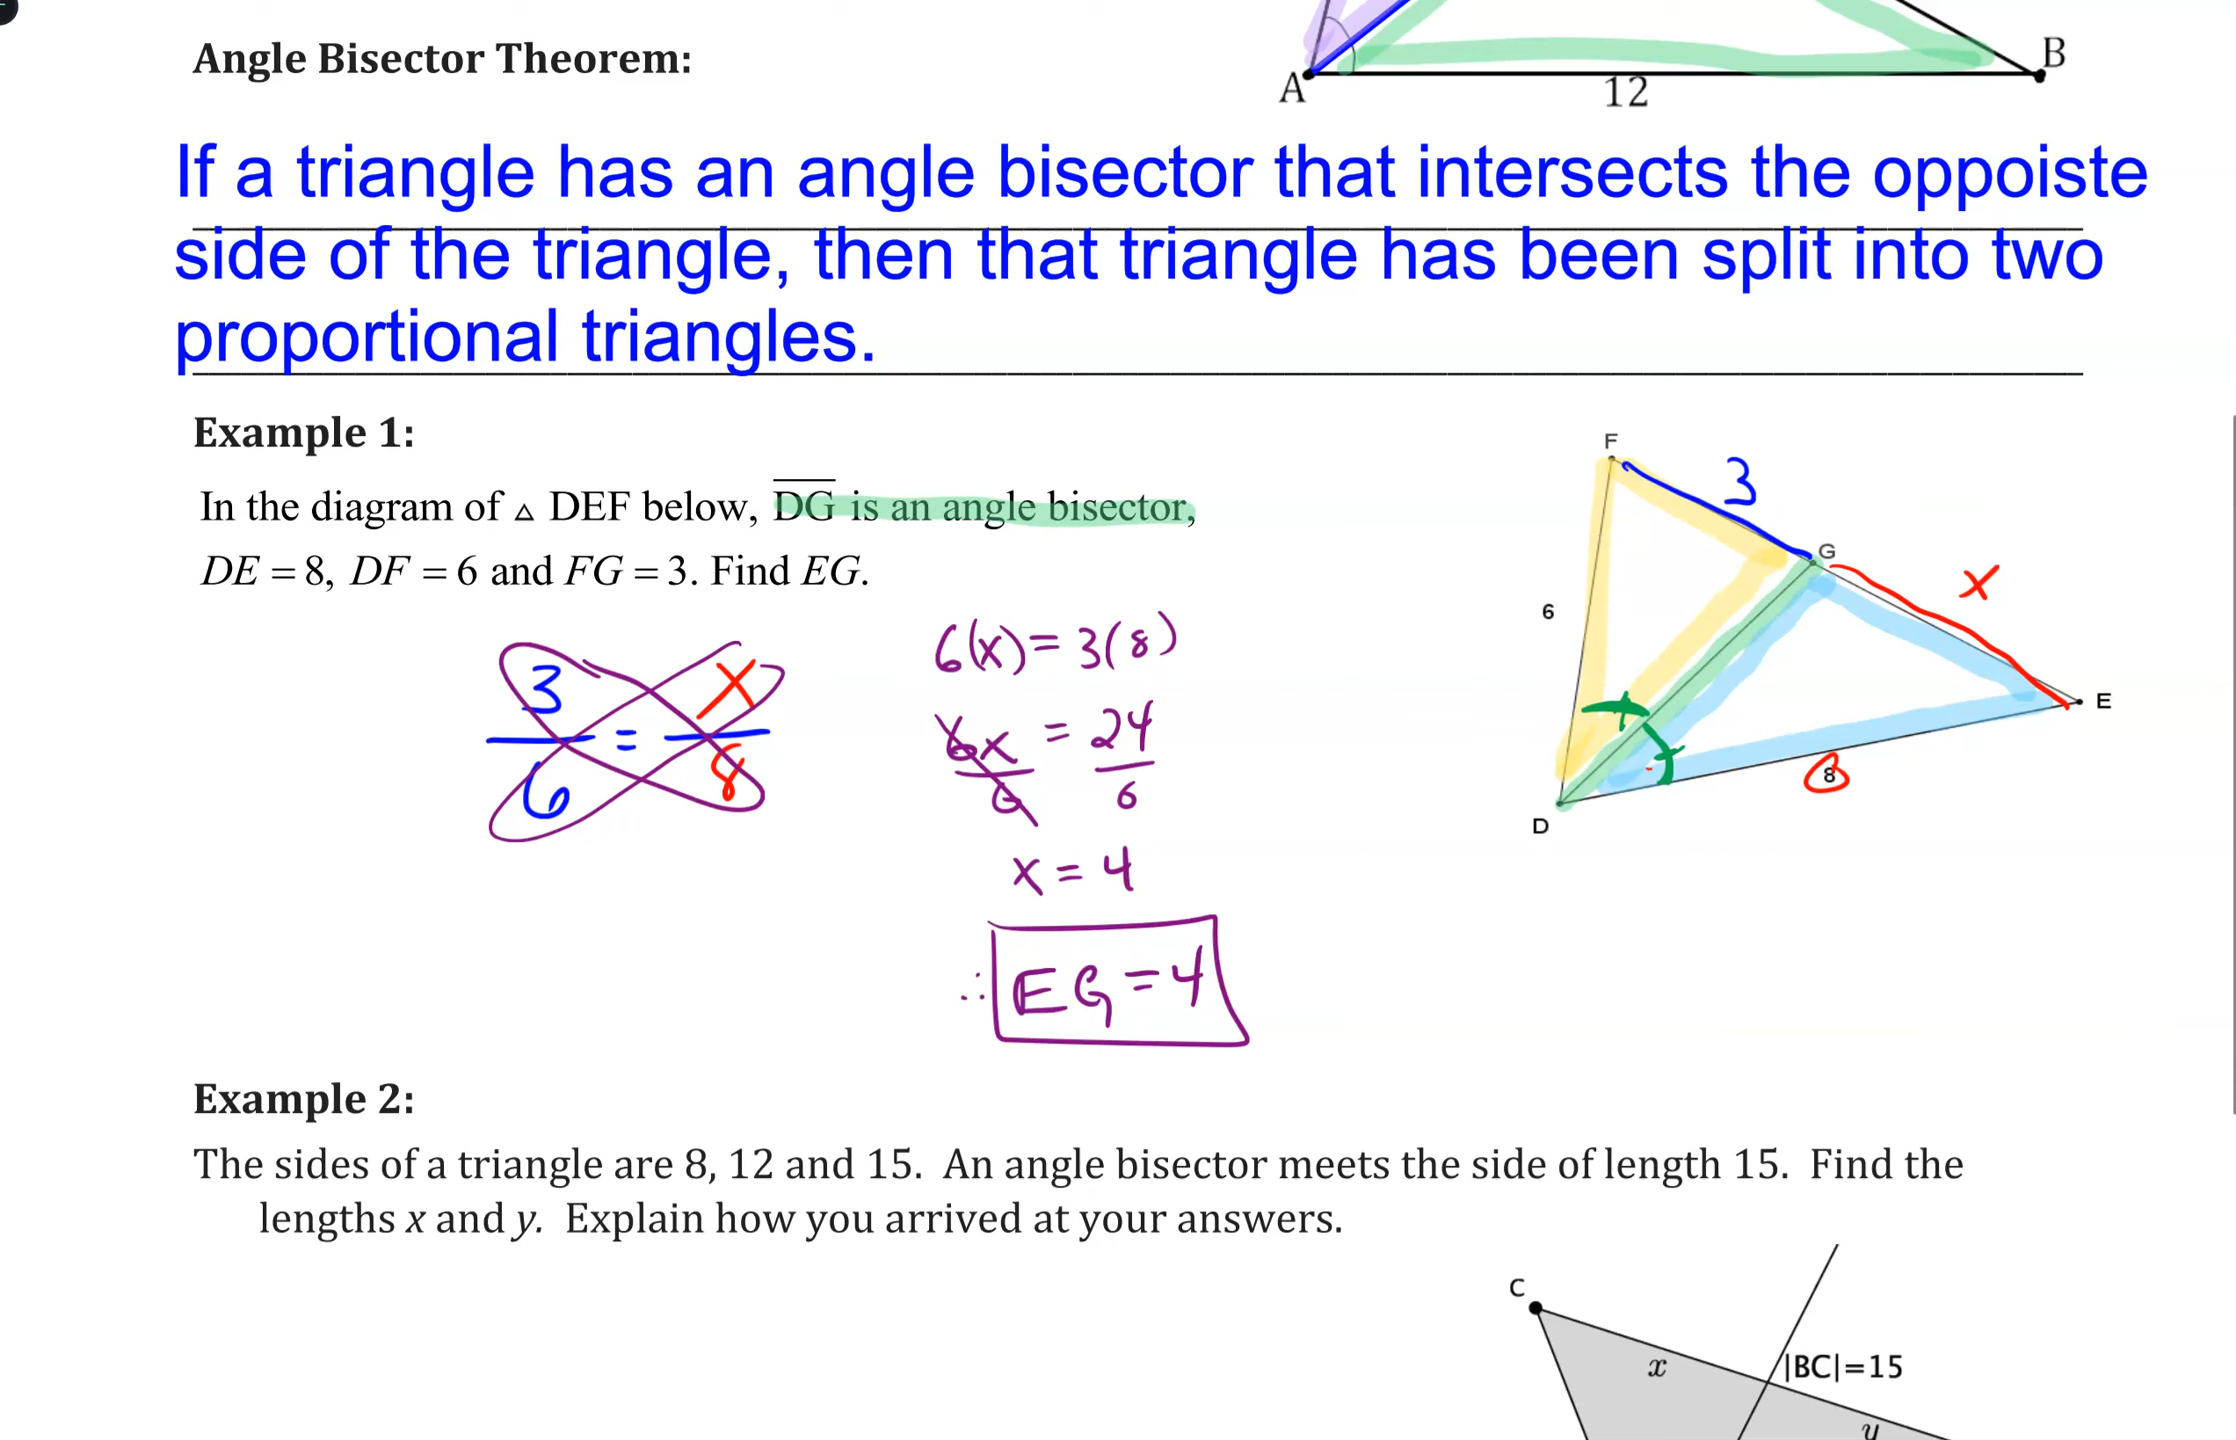 Angle Bisector Theorem:
A
B
12
If a triangle has an angle bisector that intersects the oppoiste
side of the triangle, then that triangle has been split into two
proportional triangles.
Example 1:
In the diagram of △ DEF below, DG is an angle bisector,
DE = 8, DF = 6 and FG = 3. Find EG.
F
3
G
x
6
E
8
D
3/6 = x/8
6(x) = 3(8)
6x/6 = 24/6
x = 4
∴ EG = 4
Example 2:
The sides of a triangle are 8, 12 and 15. An angle bisector meets the side of length 15. Find the
lengths x and y. Explain how you arrived at your answers.
C
x
|BC|=15
y